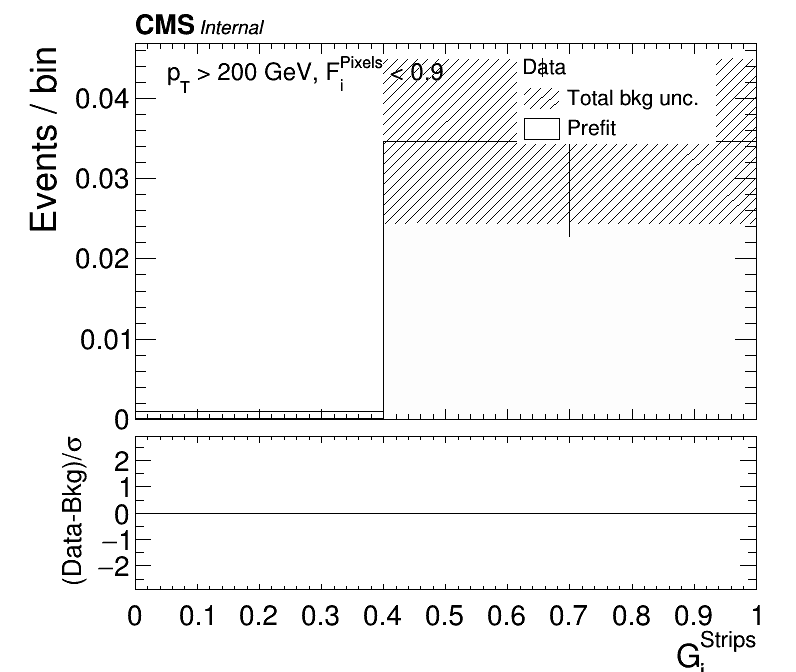 CMS Internal
p_T > 200 GeV, F_i^Pixels < 0.9
Data
Total bkg unc.
Prefit
Events / bin
0.04
0.03
0.02
0.01
0
(Data-Bkg)/σ
2
1
0
−1
−2
0 0.1 0.2 0.3 0.4 0.5 0.6 0.7 0.8 0.9 1
G_i^Strips